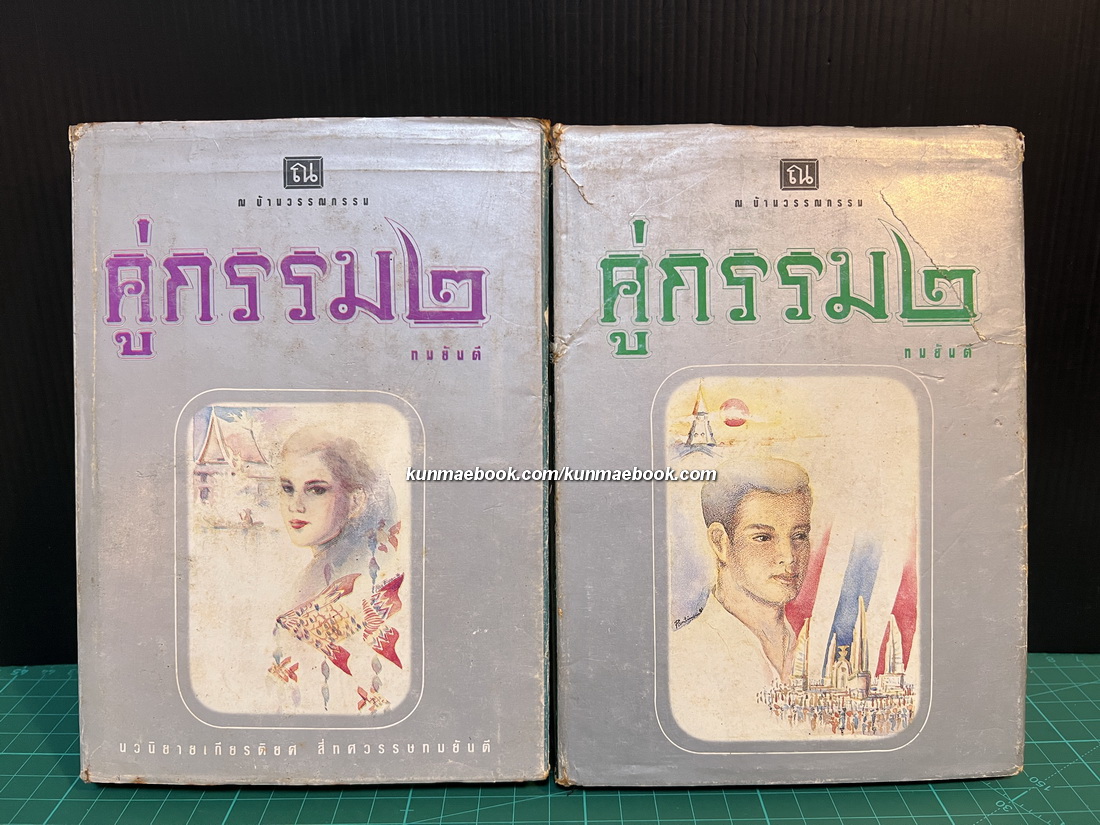 ณ
ณ บ้านวรรณกรรม
คู่กรรม ๒
ทมยันตี
นวนิยายเกียรติยศ สี่ทศวรรษทมยันตี
ณ
ณ บ้านวรรณกรรม
คู่กรรม ๒
ทมยันตี
kunmaebook.com/kunmaebook.com